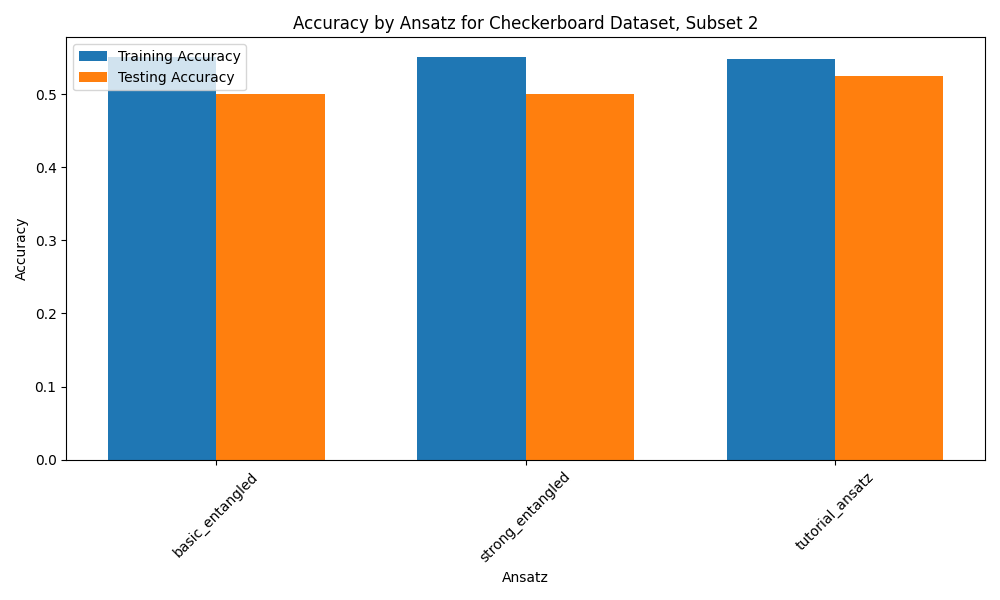 Accuracy by Ansatz for Checkerboard Dataset, Subset 2
Training Accuracy
Testing Accuracy
Accuracy
0.5
0.4
0.3
0.2
0.1
0.0
basic_entangled
strong_entangled
tutorial_ansatz
Ansatz